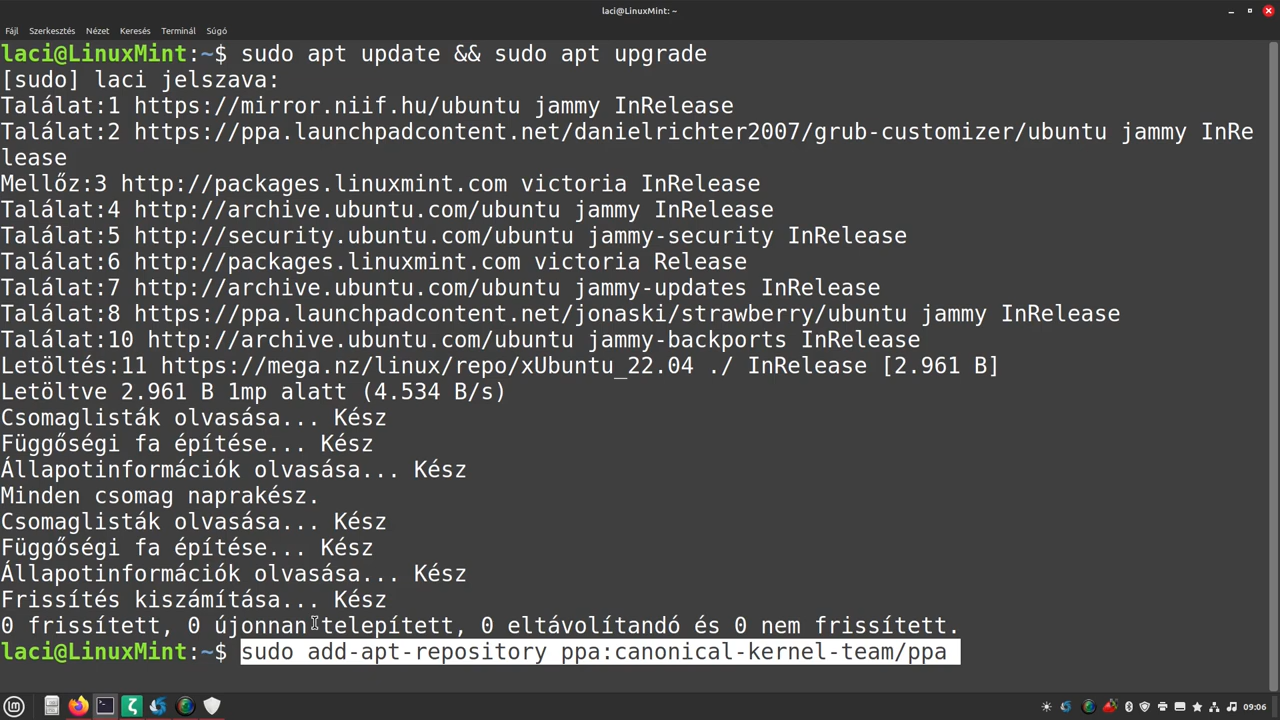 laci@LinuxMint: ~
Fájl Szerkesztés Nézet Keresés Terminál Súgó
laci@LinuxMint:~$ sudo apt update && sudo apt upgrade
[sudo] laci jelszava:
Találat:1 https://mirror.niif.hu/ubuntu jammy InRelease
Találat:2 https://ppa.launchpadcontent.net/danielrichter2007/grub-customizer/ubuntu jammy InRe
lease
Mellőz:3 http://packages.linuxmint.com victoria InRelease
Találat:4 http://archive.ubuntu.com/ubuntu jammy InRelease
Találat:5 http://security.ubuntu.com/ubuntu jammy-security InRelease
Találat:6 http://packages.linuxmint.com victoria Release
Találat:7 http://archive.ubuntu.com/ubuntu jammy-updates InRelease
Találat:8 https://ppa.launchpadcontent.net/jonaski/strawberry/ubuntu jammy InRelease
Találat:10 http://archive.ubuntu.com/ubuntu jammy-backports InRelease
Letöltés:11 https://mega.nz/linux/repo/xUbuntu_22.04 ./ InRelease [2.961 B]
Letöltve 2.961 B 1mp alatt (4.534 B/s)
Csomaglisták olvasása... Kész
Függőségi fa építése... Kész
Állapotinformációk olvasása... Kész
Minden csomag naprakész.
Csomaglisták olvasása... Kész
Függőségi fa építése... Kész
Állapotinformációk olvasása... Kész
Frissítés kiszámítása... Kész
0 frissített, 0 újonnan telepített, 0 eltávolítandó és 0 nem frissített.
laci@LinuxMint:~$ sudo add-apt-repository ppa:canonical-kernel-team/ppa
09:06